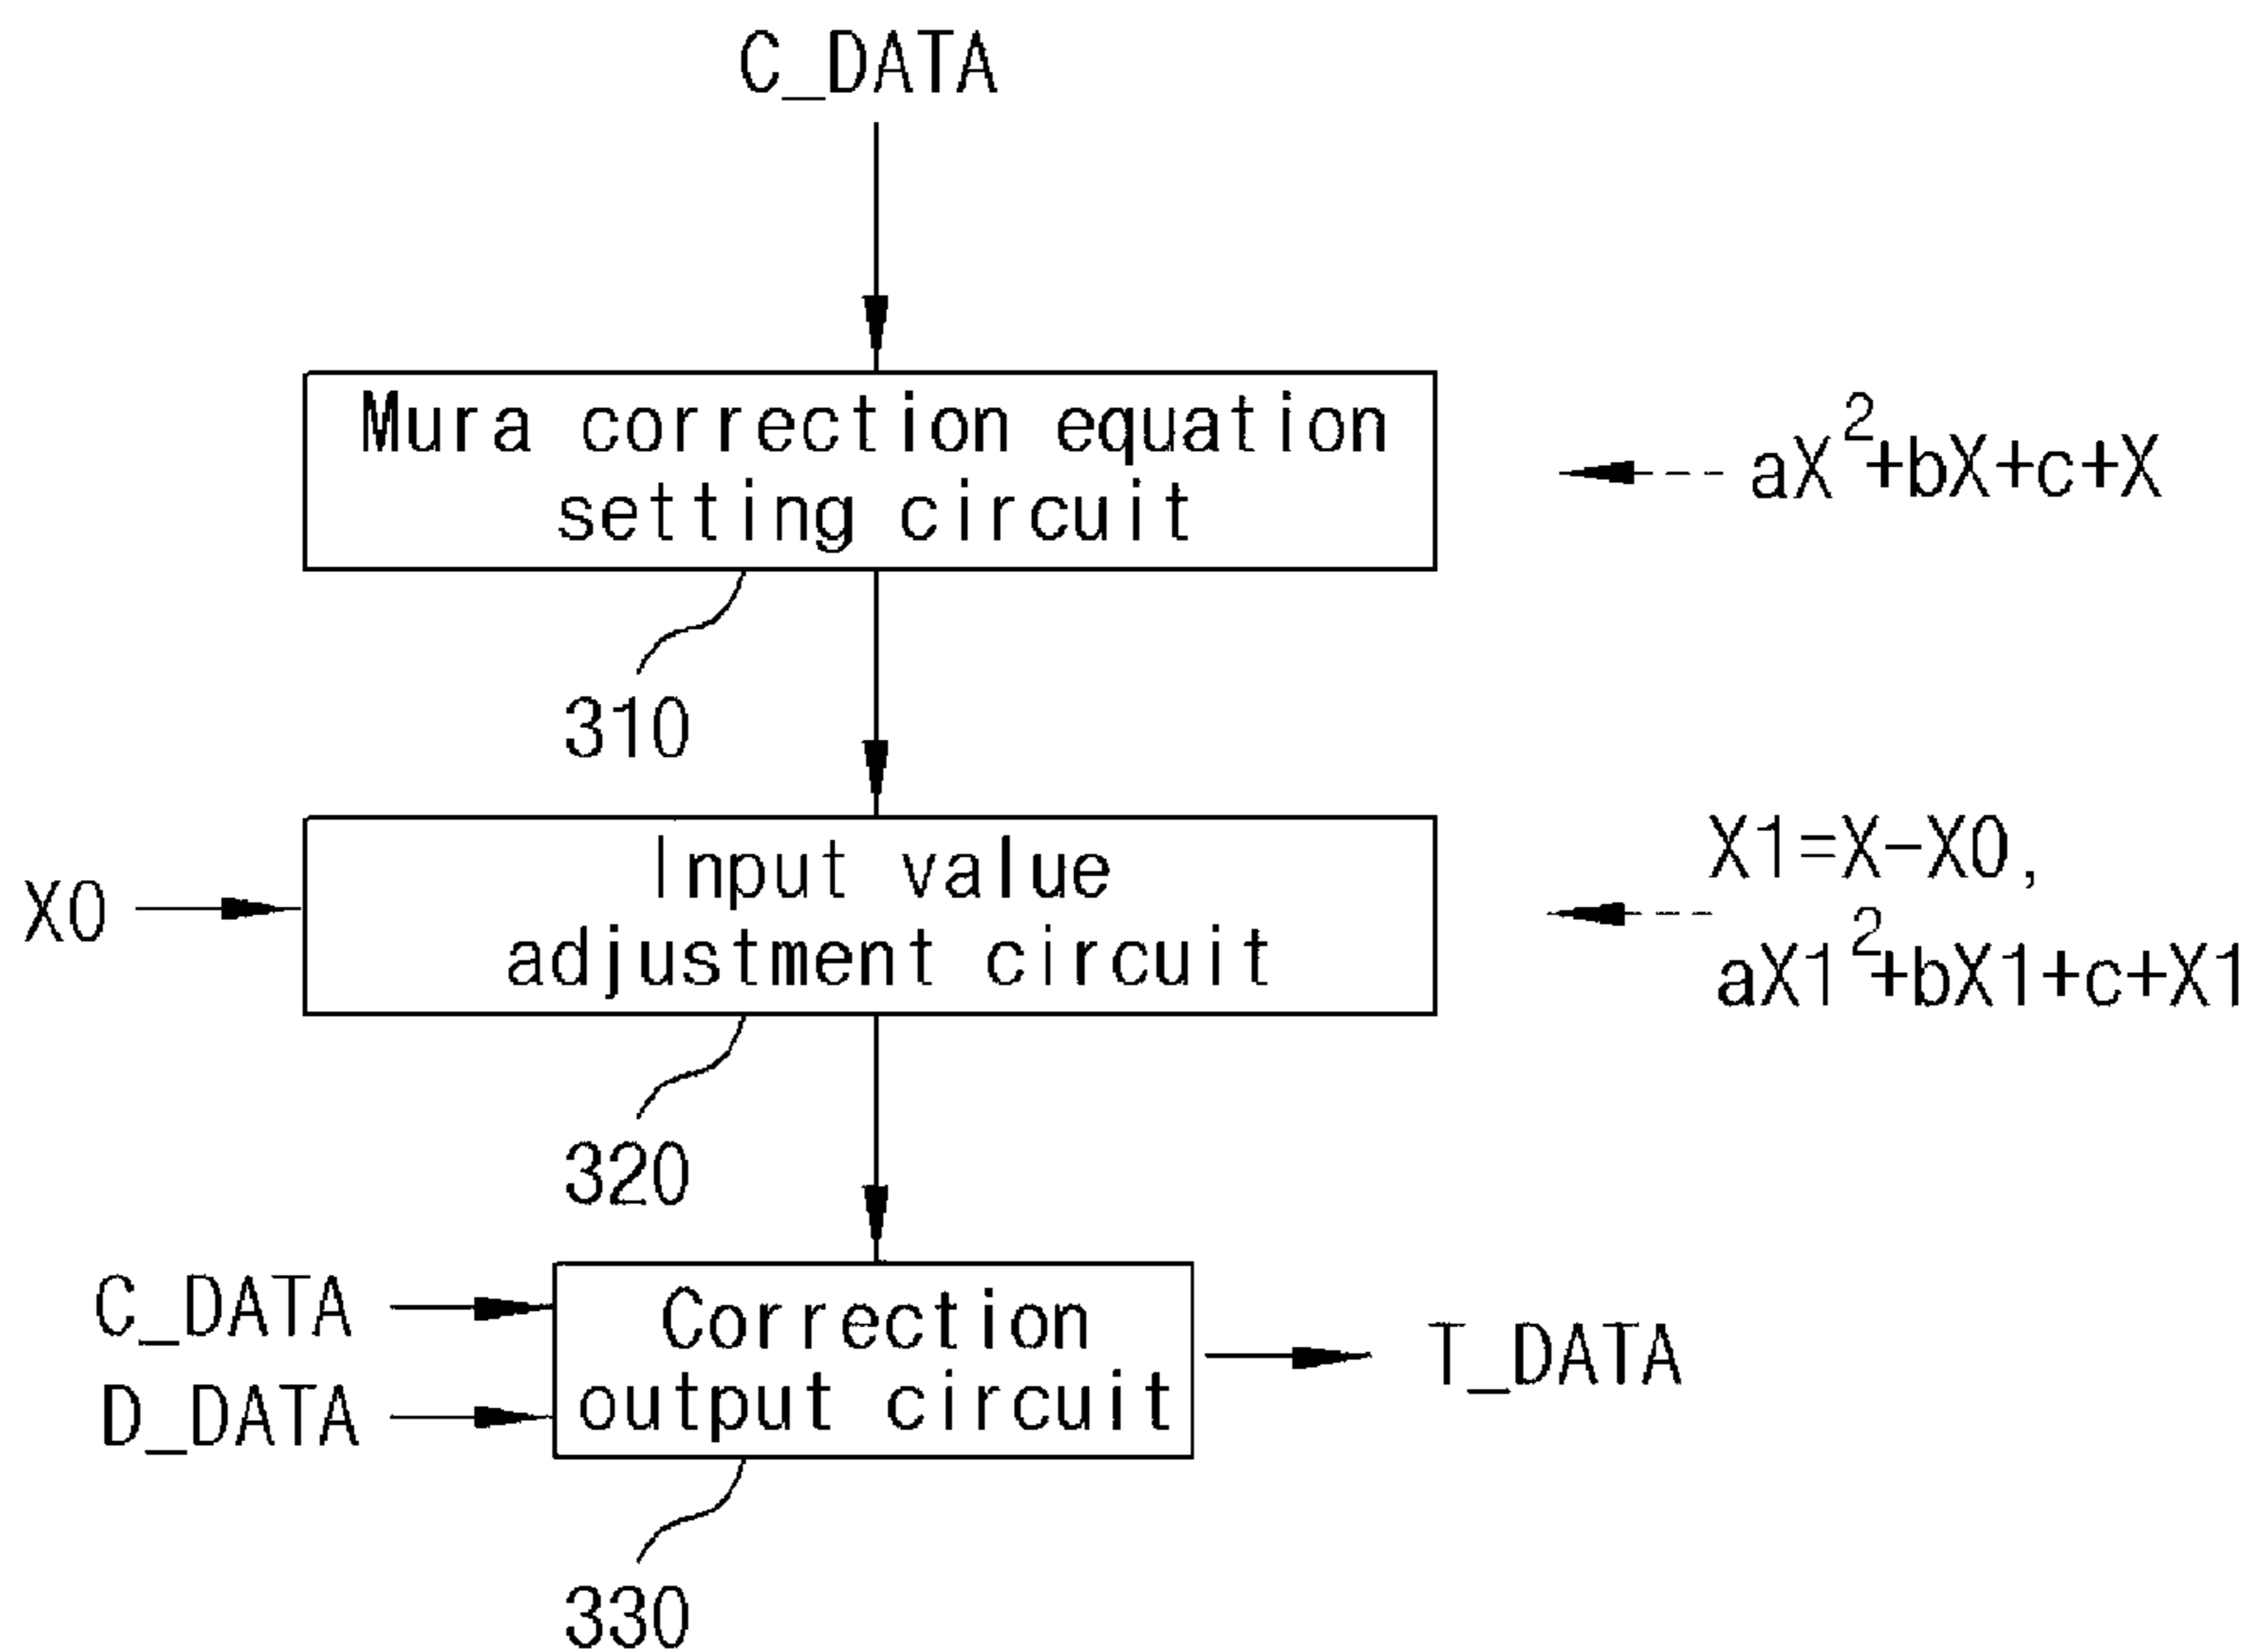 C_DATA
Mura correction equation
setting circuit
aX²+bX+c+X
310
X1=X-X0,
Input value
adjustment circuit
X0
aX1²+bX1+c+X1
320
C_DATA
D_DATA
Correction
output circuit
T_DATA
330